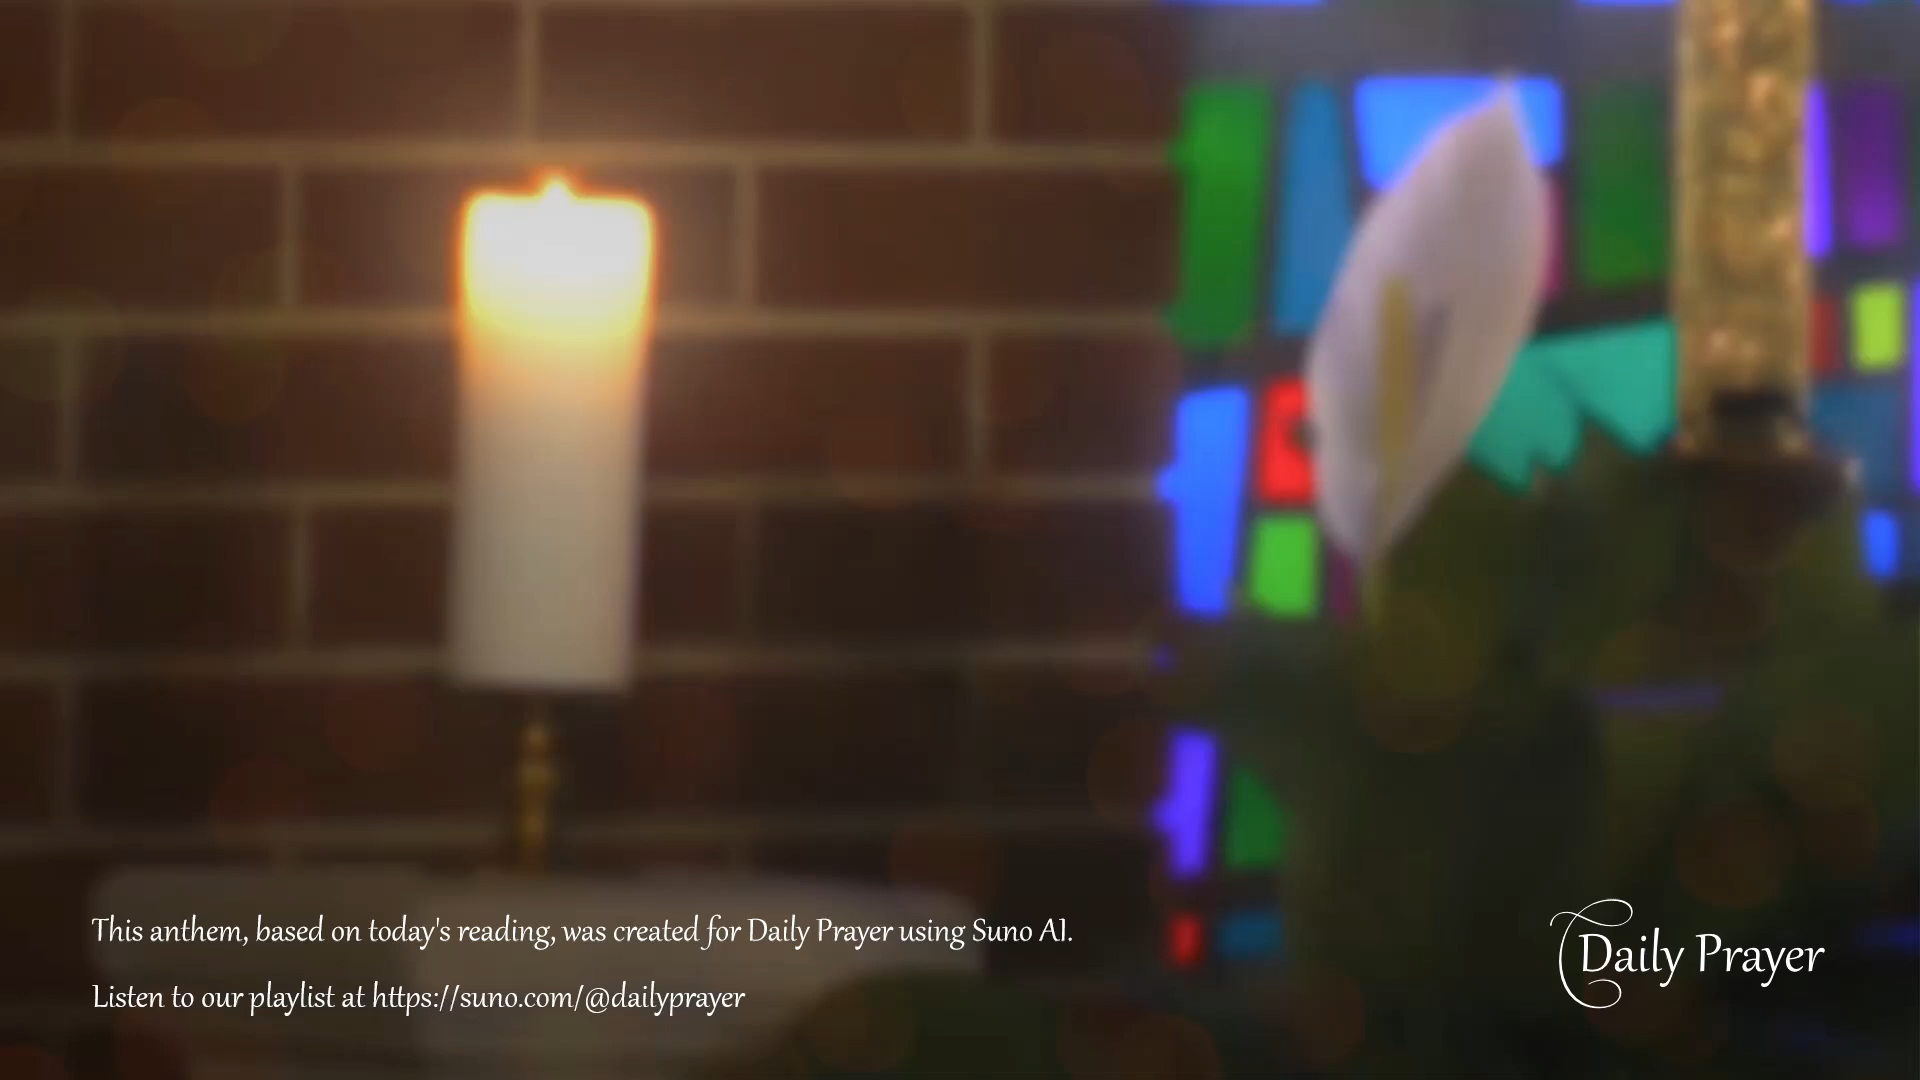 This anthem, based on today's reading, was created for Daily Prayer using Suno AI.
Listen to our playlist at https://suno.com/@dailyprayer
Daily Prayer